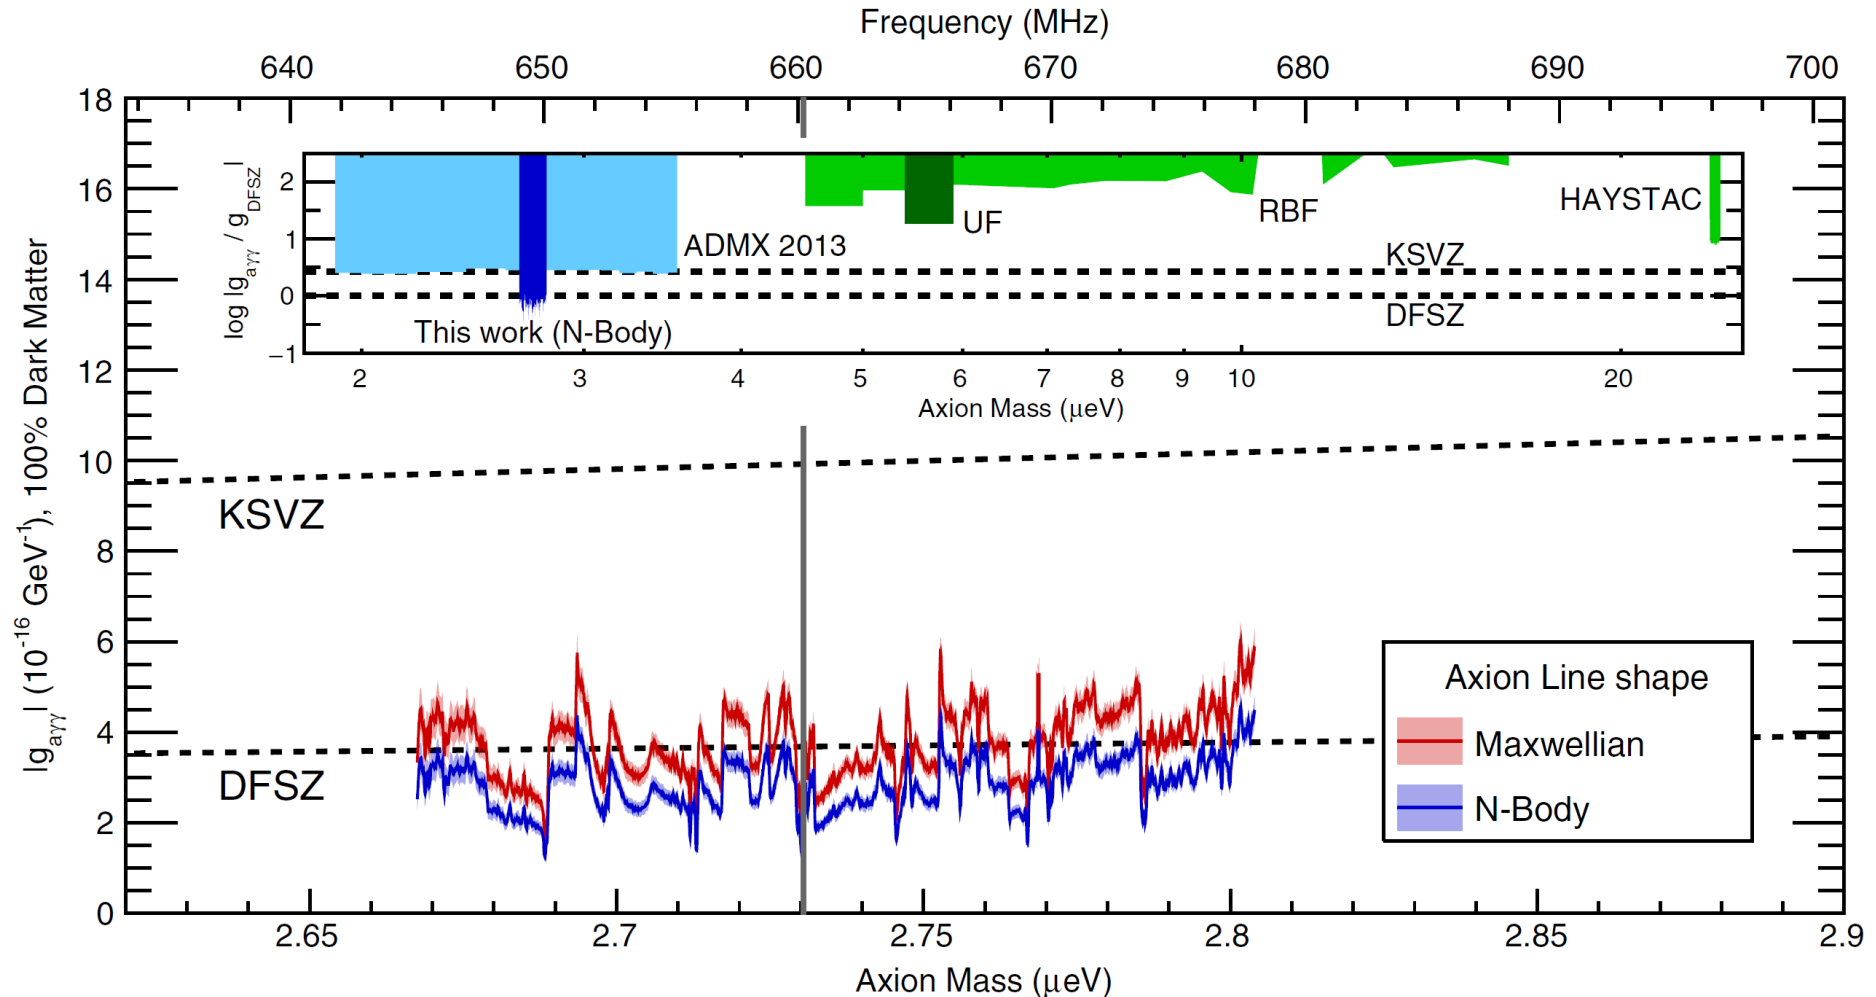 Frequency (MHz)
640 650 660 670 680 690 700
|g_aγγ| (10^-16 GeV^-1), 100% Dark Matter
18
16
14
12
10
8
6
4
2
0
log |g_aγγ / g_DFSZ|
2
1
0
−1
ADMX 2013
UF
RBF
HAYSTAC
KSVZ
DFSZ
This work (N-Body)
2 3 4 5 6 7 8 9 10 20
Axion Mass (μeV)
KSVZ
DFSZ
Axion Line shape
Maxwellian
N-Body
2.65 2.7 2.75 2.8 2.85 2.9
Axion Mass (μeV)